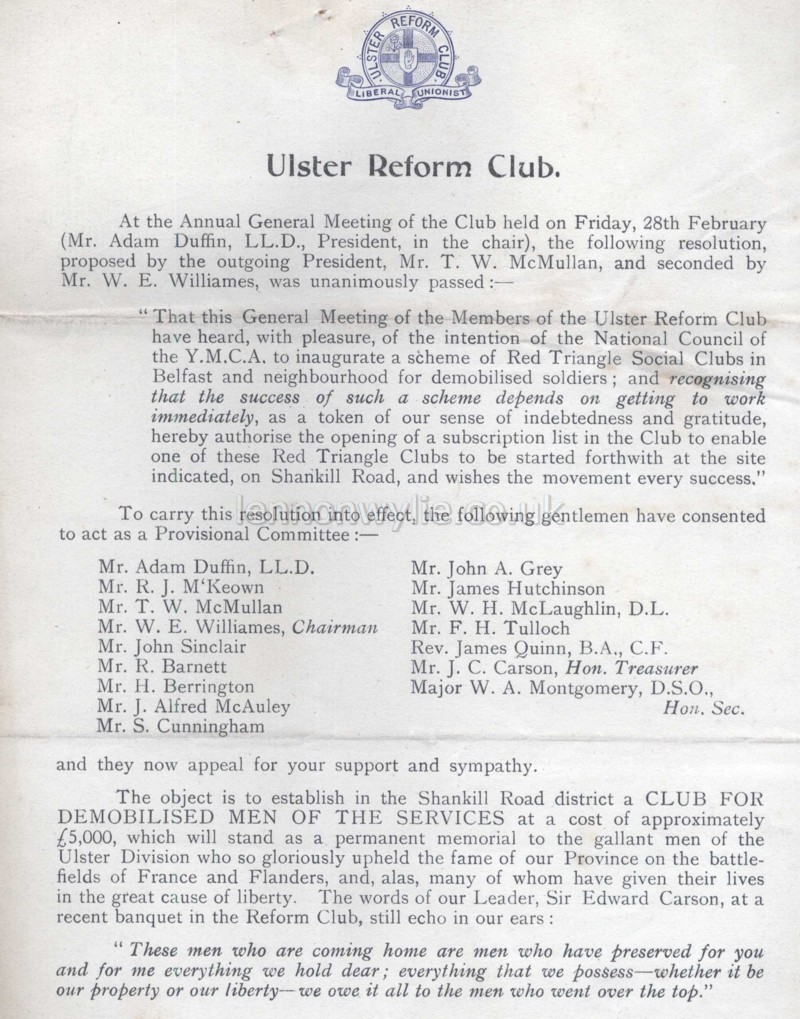 ULSTER REFORM CLUB.
LIBERAL UNIONIST
Ulster Reform Club.
At the Annual General Meeting of the Club held on Friday, 28th February
(Mr. Adam Duffin, LL.D., President, in the chair), the following resolution,
proposed by the outgoing President, Mr. T. W. McMullan, and seconded by
Mr. W. E. Williames, was unanimously passed :—
“ That this General Meeting of the Members of the Ulster Reform Club
have heard, with pleasure, of the intention of the National Council of
the Y.M.C.A. to inaugurate a scheme of Red Triangle Social Clubs in
Belfast and neighbourhood for demobilised soldiers ; and recognising
that the success of such a scheme depends on getting to work
immediately, as a token of our sense of indebtedness and gratitude,
hereby authorise the opening of a subscription list in the Club to enable
one of these Red Triangle Clubs to be started forthwith at the site
indicated, on Shankill Road, and wishes the movement every success.”
lennonwylie.co.uk
To carry this resolution into effect, the following gentlemen have consented
to act as a Provisional Committee :—
Mr. Adam Duffin, LL.D.
Mr. R. J. M‘Keown
Mr. T. W. McMullan
Mr. W. E. Williames, Chairman
Mr. John Sinclair
Mr. R. Barnett
Mr. H. Berrington
Mr. J. Alfred McAuley
Mr. S. Cunningham
Mr. John A. Grey
Mr. James Hutchinson
Mr. W. H. McLaughlin, D.L.
Mr. F. H. Tulloch
Rev. James Quinn, B.A., C.F.
Mr. J. C. Carson, Hon. Treasurer
Major W. A. Montgomery, D.S.O.,
Hon. Sec.
and they now appeal for your support and sympathy.
The object is to establish in the Shankill Road district a CLUB FOR
DEMOBILISED MEN OF THE SERVICES at a cost of approximately
£5,000, which will stand as a permanent memorial to the gallant men of the
Ulster Division who so gloriously upheld the fame of our Province on the battle-
fields of France and Flanders, and, alas, many of whom have given their lives
in the great cause of liberty. The words of our Leader, Sir Edward Carson, at a
recent banquet in the Reform Club, still echo in our ears :
“ These men who are coming home are men who have preserved for you
and for me everything we hold dear ; everything that we possess—whether it be
our property or our liberty—we owe it all to the men who went over the top.”